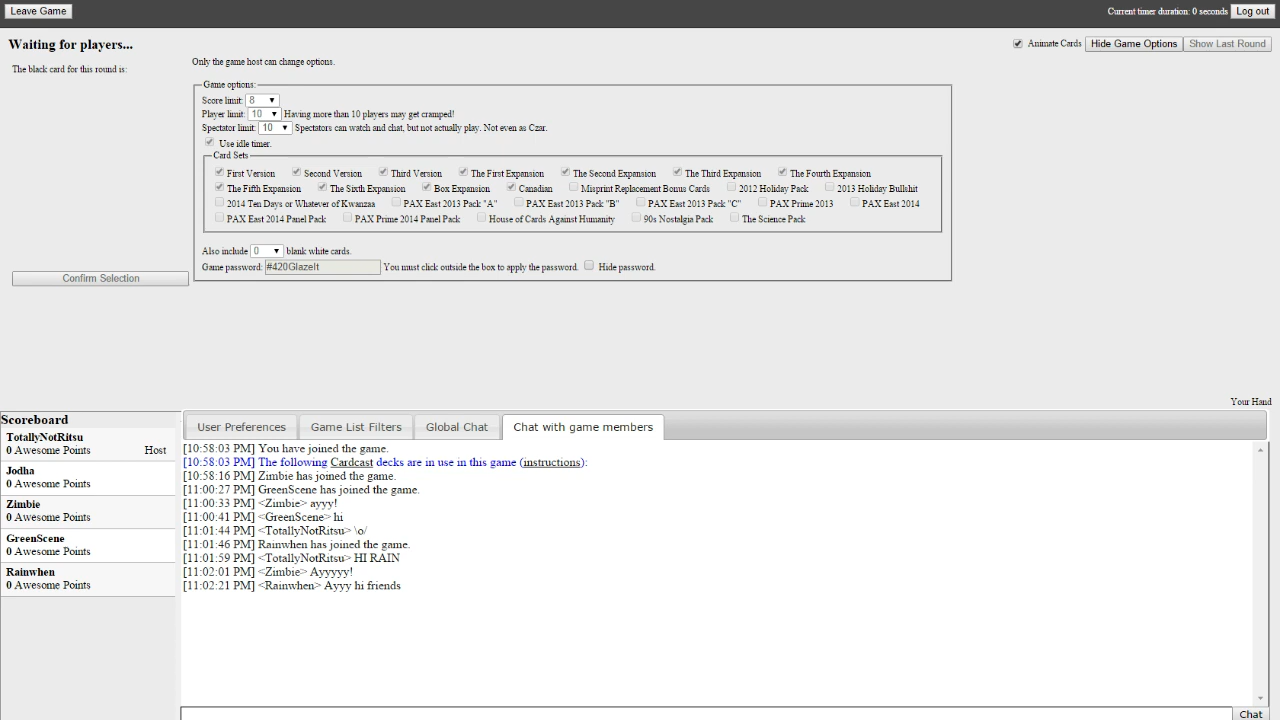 Leave Game
Current timer duration: 0 seconds Log out
Waiting for players...
Animate Cards Hide Game Options Show Last Round
Only the game host can change options.
The black card for this round is:
Game options:
Score limit: 8
Player limit: 10 Having more than 10 players may get cramped!
Spectator limit: 10 Spectators can watch and chat, but not actually play. Not even as Czar.
Use idle timer.
Card Sets
First Version Second Version Third Version The First Expansion The Second Expansion The Third Expansion The Fourth Expansion
The Fifth Expansion The Sixth Expansion Box Expansion Canadian Misprint Replacement Bonus Cards 2012 Holiday Pack 2013 Holiday Bullshit
2014 Ten Days or Whatever of Kwanzaa PAX East 2013 Pack "A" PAX East 2013 Pack "B" PAX East 2013 Pack "C" PAX Prime 2013 PAX East 2014
PAX East 2014 Panel Pack PAX Prime 2014 Panel Pack House of Cards Against Humanity 90s Nostalgia Pack The Science Pack
Also include 0 blank white cards.
Game password: #420GlazeIt You must click outside the box to apply the password. Hide password.
Confirm Selection
Your Hand
Scoreboard
TotallyNotRitsu
0 Awesome Points Host
Jodha
0 Awesome Points
Zimbie
0 Awesome Points
GreenScene
0 Awesome Points
Rainwhen
0 Awesome Points
User Preferences Game List Filters Global Chat Chat with game members
[10:58:03 PM] You have joined the game.
[10:58:03 PM] The following Cardcast decks are in use in this game (instructions):
[10:58:16 PM] Zimbie has joined the game.
[11:00:27 PM] GreenScene has joined the game.
[11:00:33 PM] <Zimbie> ayyy!
[11:00:41 PM] <GreenScene> hi
[11:01:44 PM] <TotallyNotRitsu> \o/
[11:01:46 PM] Rainwhen has joined the game.
[11:01:59 PM] <TotallyNotRitsu> HI RAIN
[11:02:01 PM] <Zimbie> Ayyyyy!
[11:02:21 PM] <Rainwhen> Ayyy hi friends
Chat